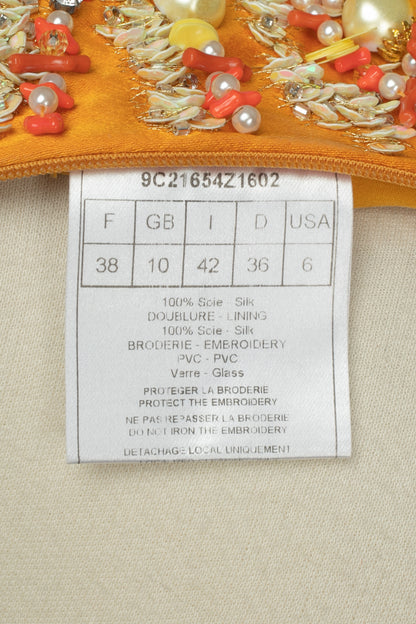 9C21654Z1602
F GB I D USA
38 10 42 36 6
100% Soie - Silk
DOUBLURE - LINING
100% Soie - Silk
BRODERIE - EMBROIDERY
PVC - PVC
Verre - Glass
PROTEGER LA BRODERIE
PROTECT THE EMBROIDERY
NE PAS REPASSER LA BRODERIE
DO NOT IRON THE EMBROIDERY
DETACHAGE LOCAL UNIQUEMENT